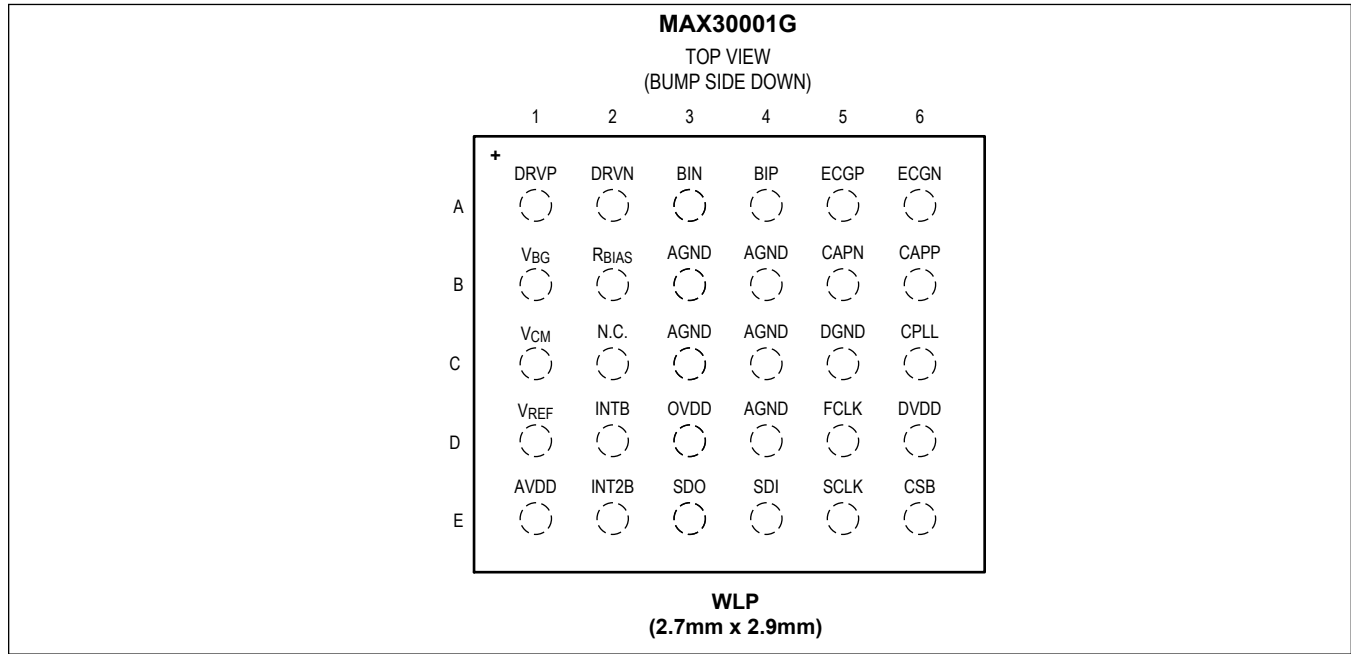 MAX30001G
TOP VIEW
(BUMP SIDE DOWN)
1 2 3 4 5 6
+
DRVP DRVN BIN BIP ECGP ECGN
A
VBG RBIAS AGND AGND CAPN CAPP
B
VCM N.C. AGND AGND DGND CPLL
C
VREF INTB OVDD AGND FCLK DVDD
D
AVDD INT2B SDO SDI SCLK CSB
E
WLP
(2.7mm x 2.9mm)